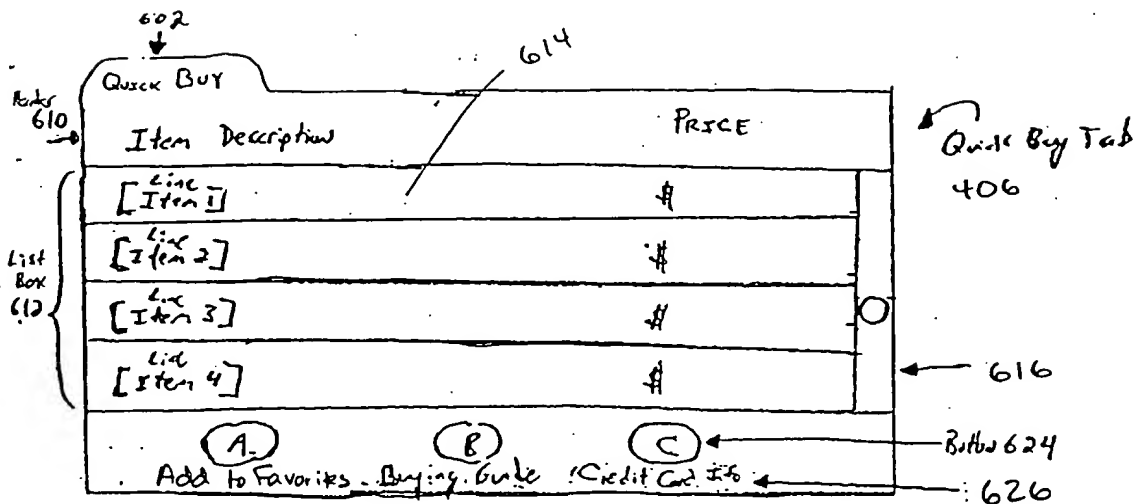 602
614
Quick Buy
610
Item Description
PRICE
Quick Buy Tab
406
[Line Item 1] $
[Line Item 2] $
List Box 612
[Line Item 3] $
[Line Item 4] $
616
A B C
Button 624
Add to Favorites Buying Guide Credit Card Info
626